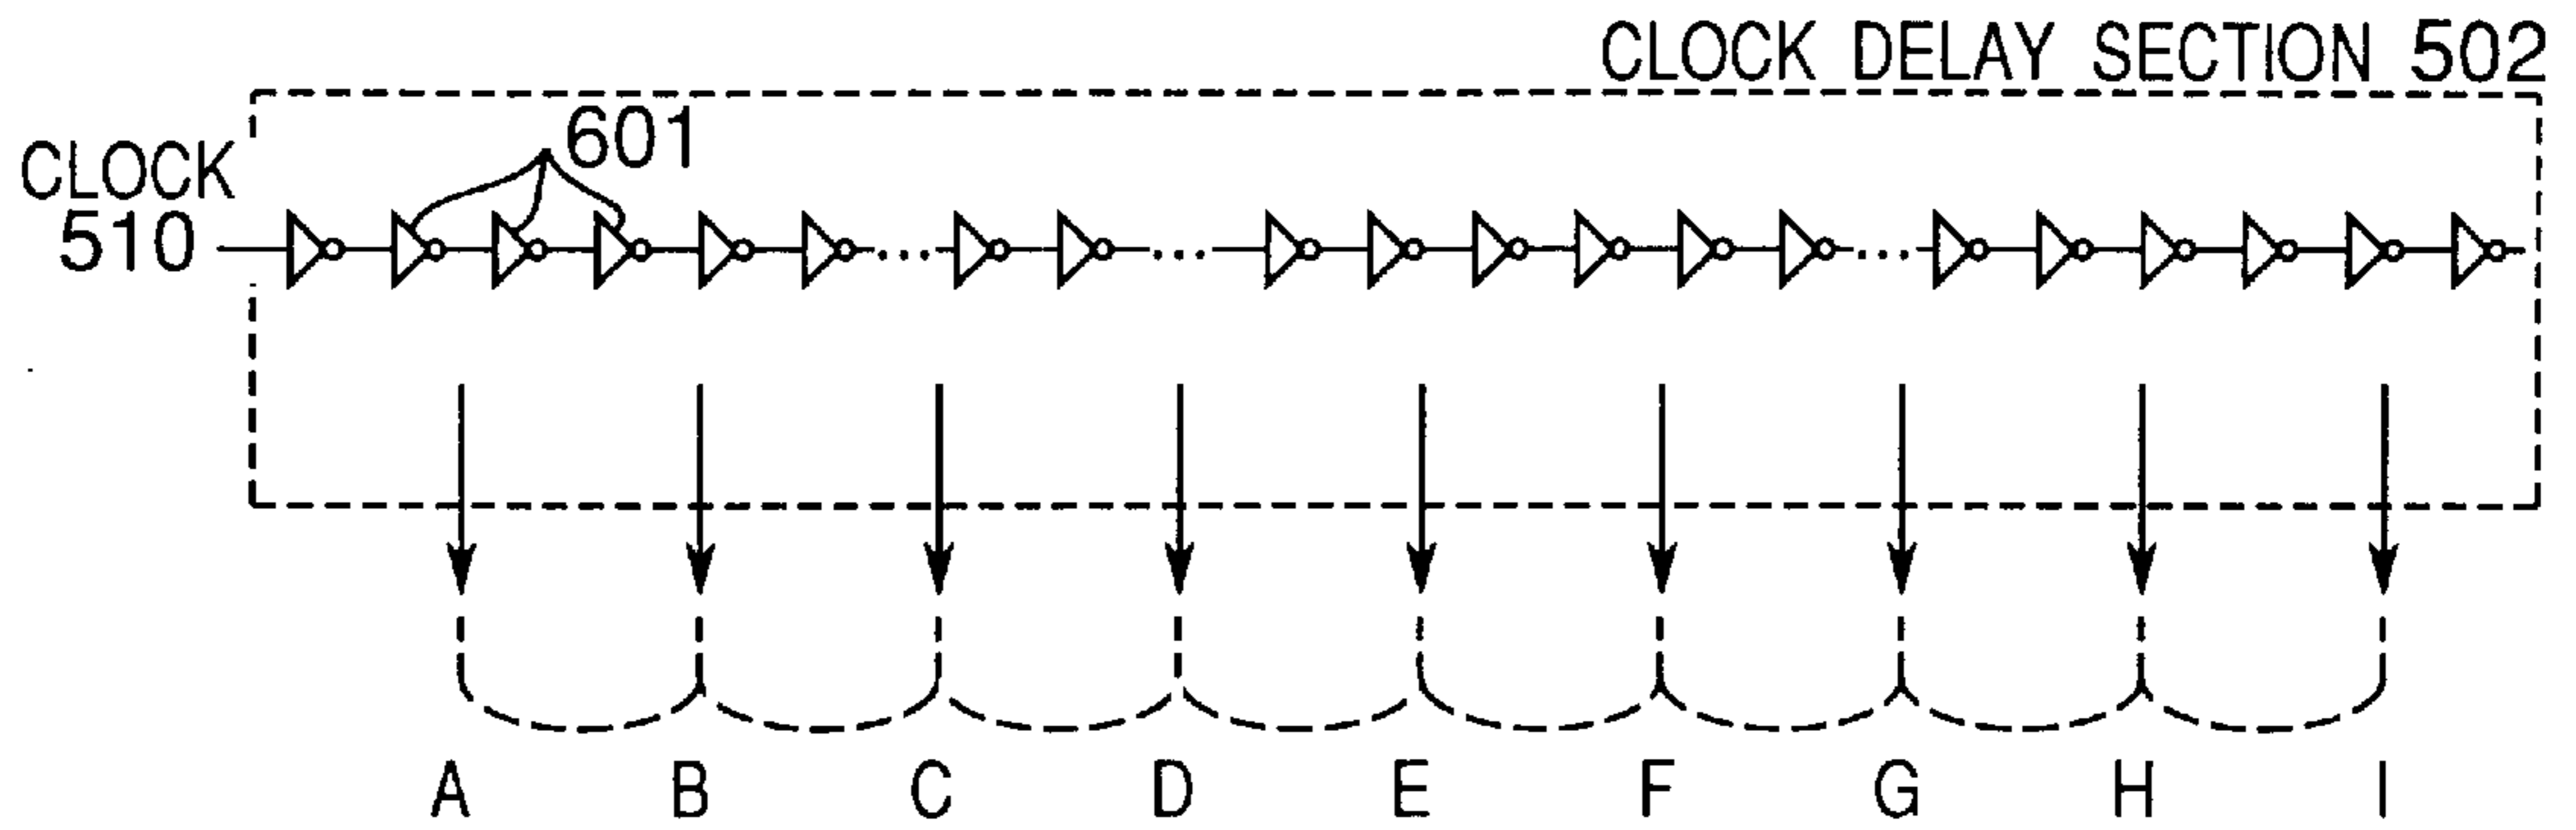 CLOCK DELAY SECTION 502
601
CLOCK
510
... ... ...
A B C D E F G H I